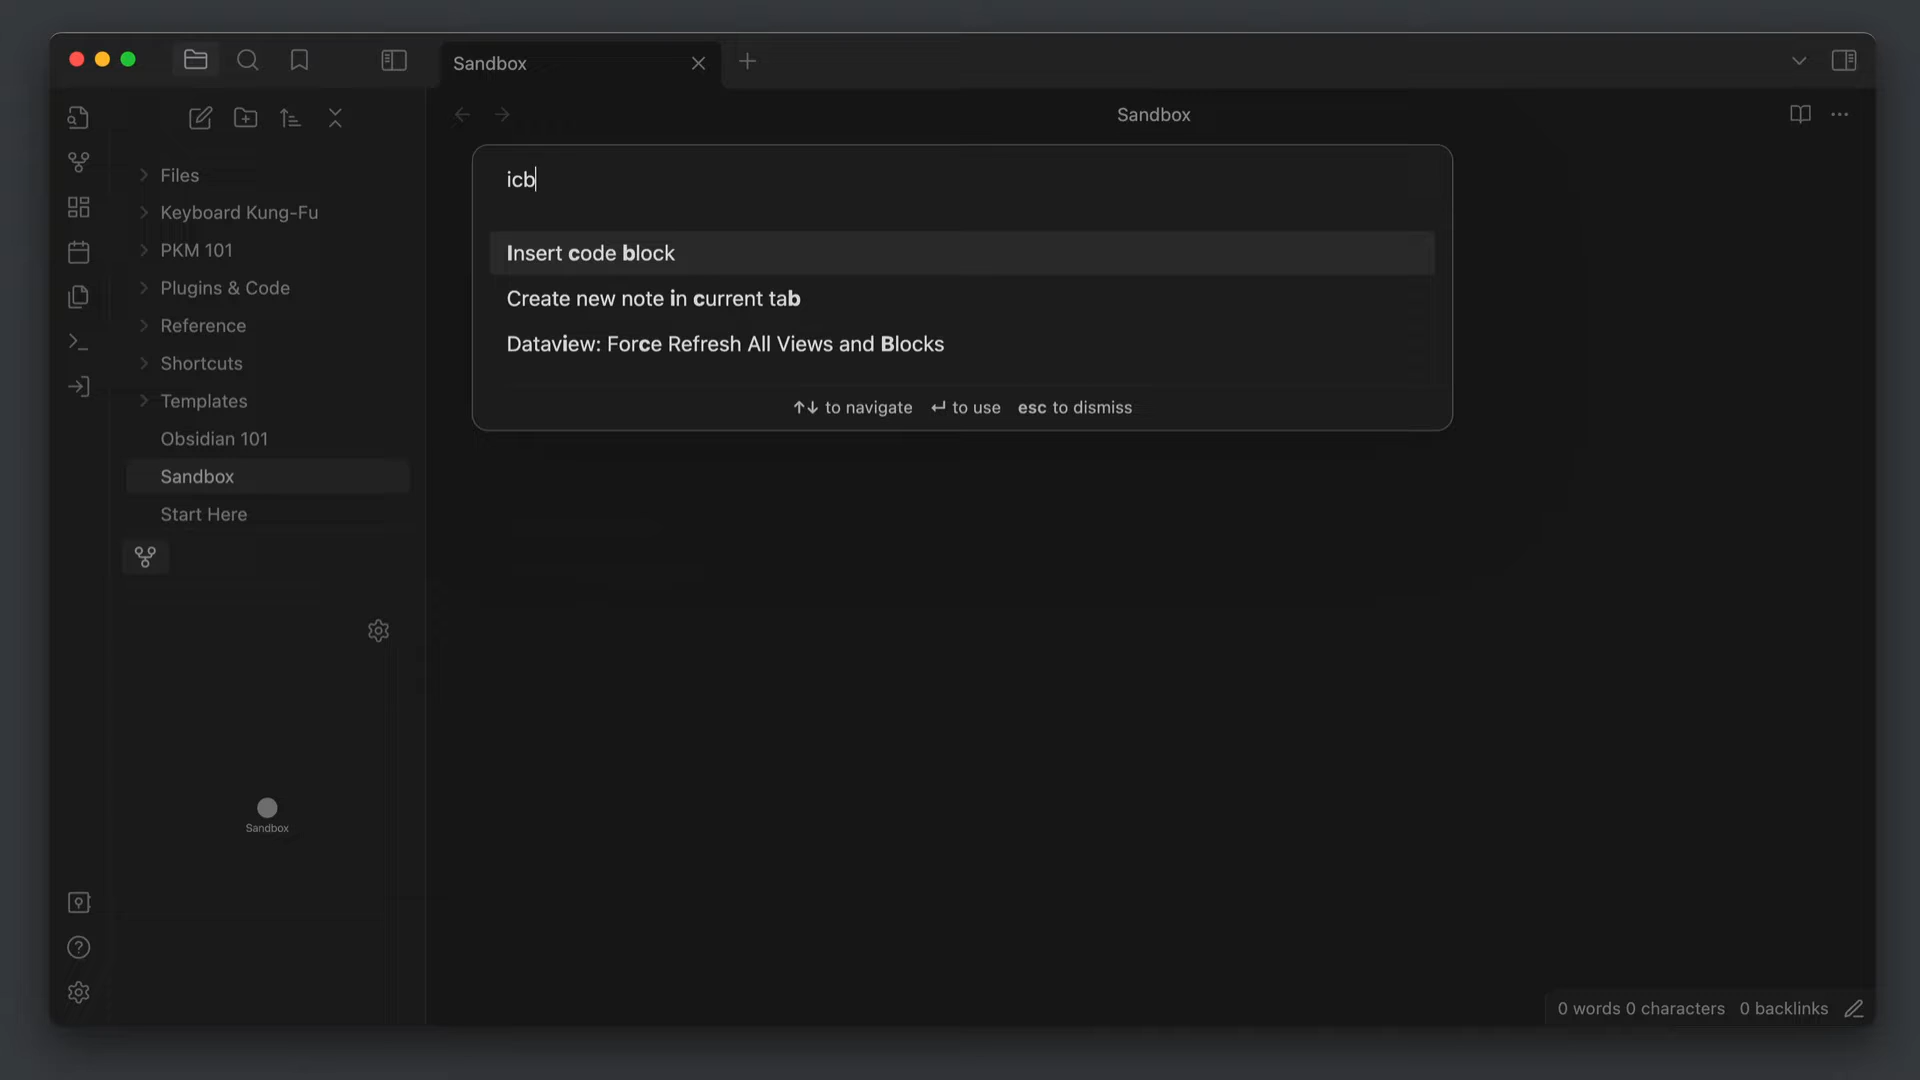 Sandbox
Sandbox
icb
Insert code block
Create new note in current tab
Dataview: Force Refresh All Views and Blocks
↑↓ to navigate ↵ to use esc to dismiss
Files
Keyboard Kung-Fu
PKM 101
Plugins & Code
Reference
Shortcuts
Templates
Obsidian 101
Sandbox
Start Here
Sandbox
0 words 0 characters 0 backlinks